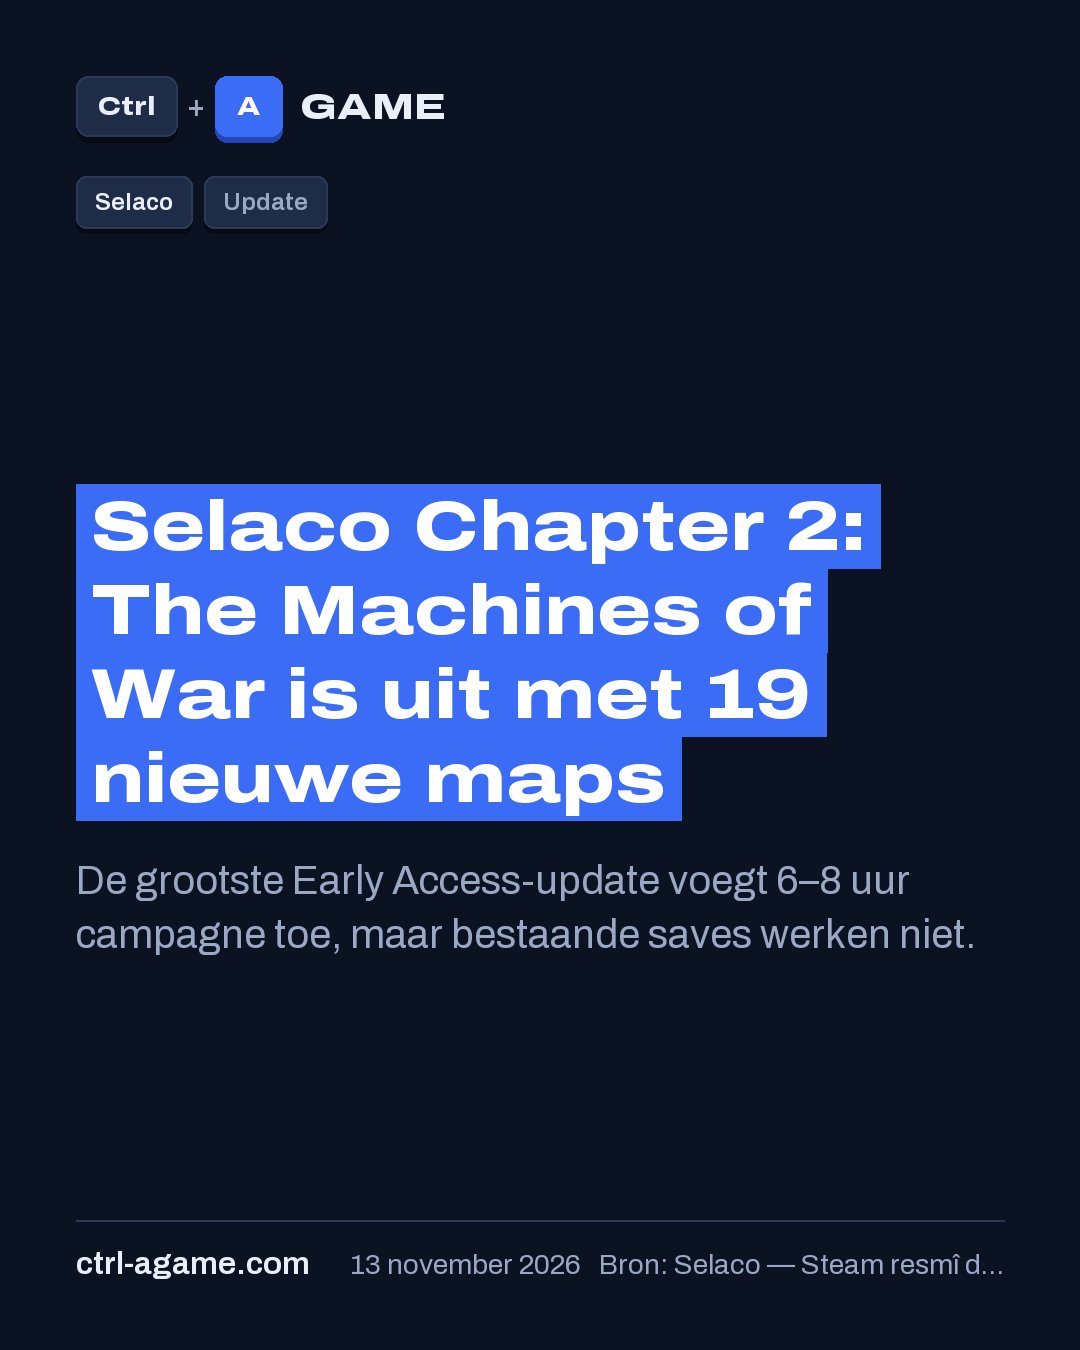 Ctrl + A GAME
Selaco Update
Selaco Chapter 2:
The Machines of
War is uit met 19
nieuwe maps
De grootste Early Access-update voegt 6–8 uur
campagne toe, maar bestaande saves werken niet.
ctrl-agame.com 13 november 2026 Bron: Selaco — Steam resmî d...